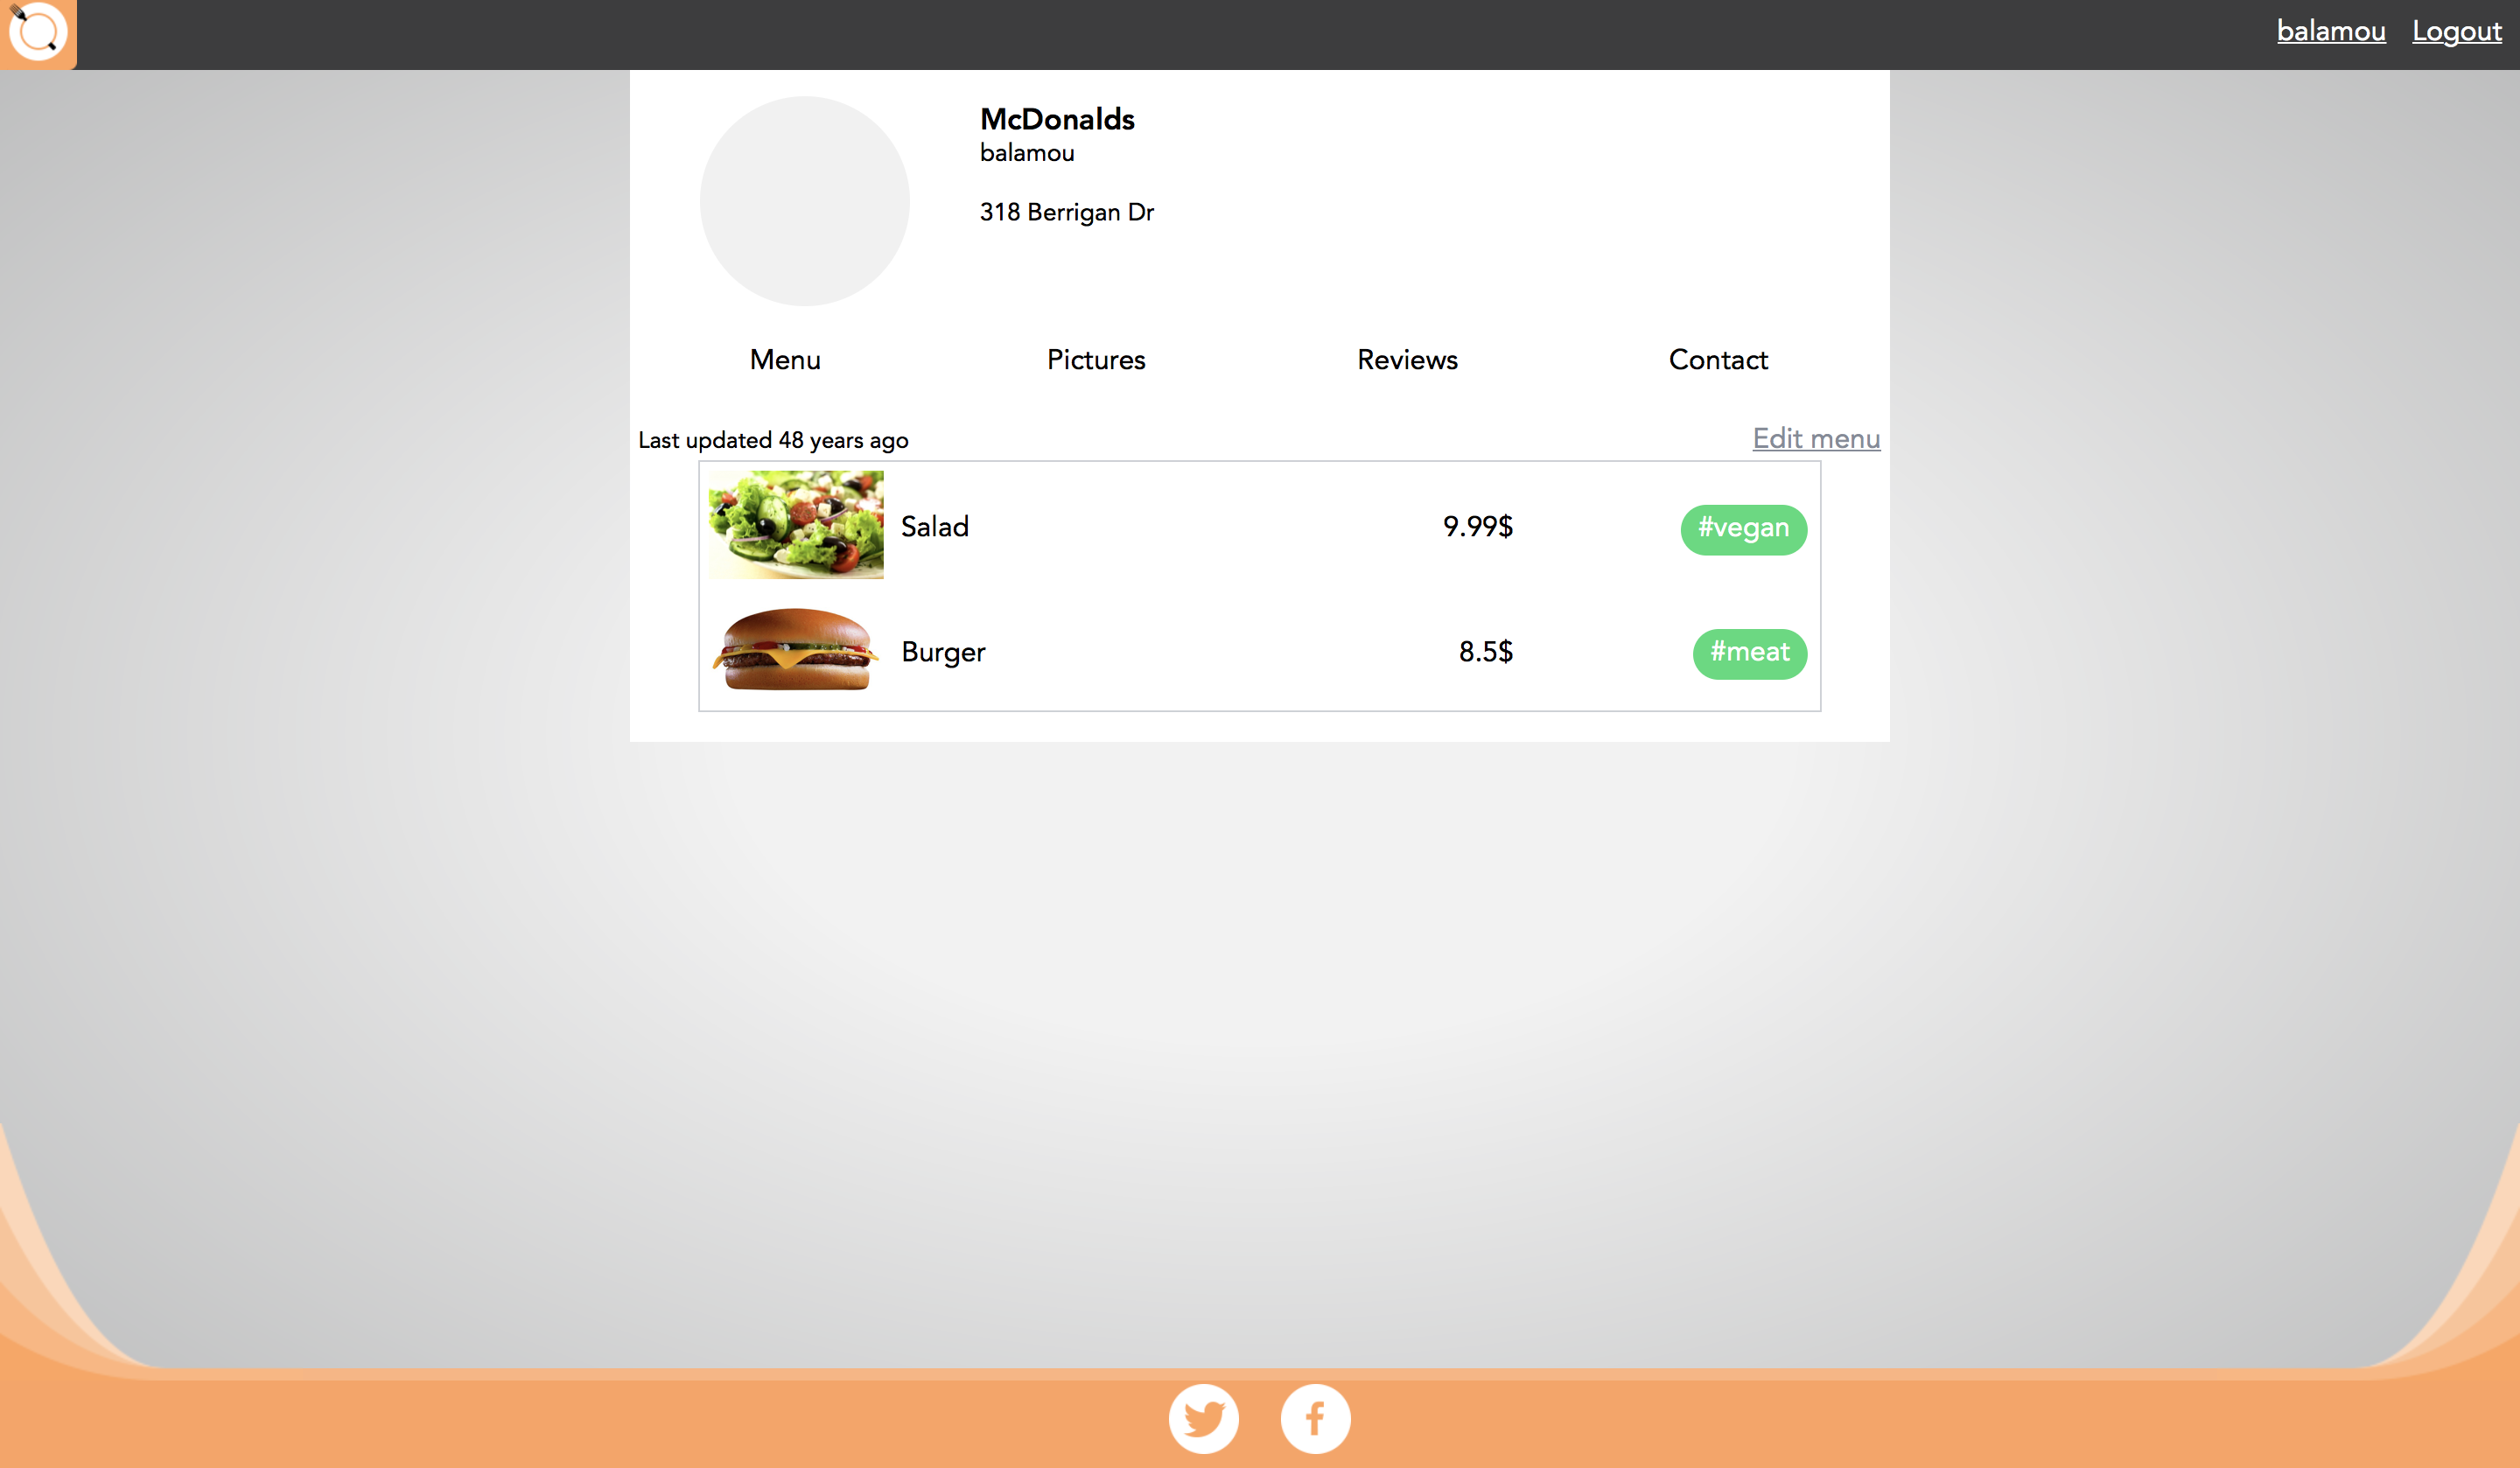 balamou Logout
McDonalds
balamou
318 Berrigan Dr
Menu Pictures Reviews Contact
Last updated 48 years ago Edit menu
Salad 9.99$ #vegan
Burger 8.5$ #meat